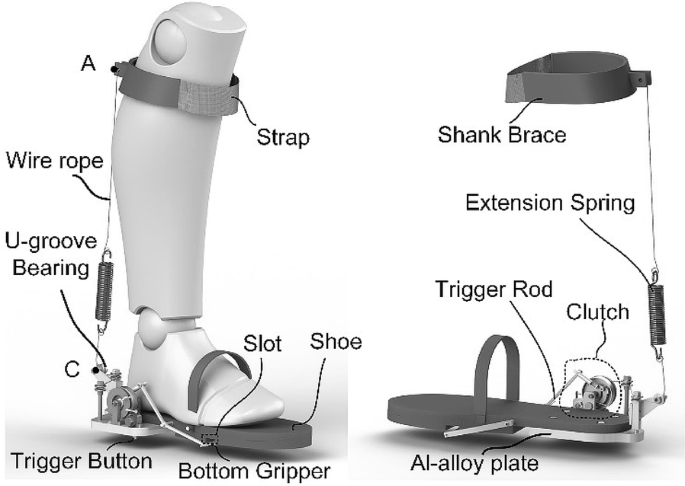 A
Strap
Wire rope
U-groove
Bearing
C
Slot
Shoe
Trigger Button
Bottom Gripper
Shank Brace
Extension Spring
Trigger Rod
Clutch
Al-alloy plate